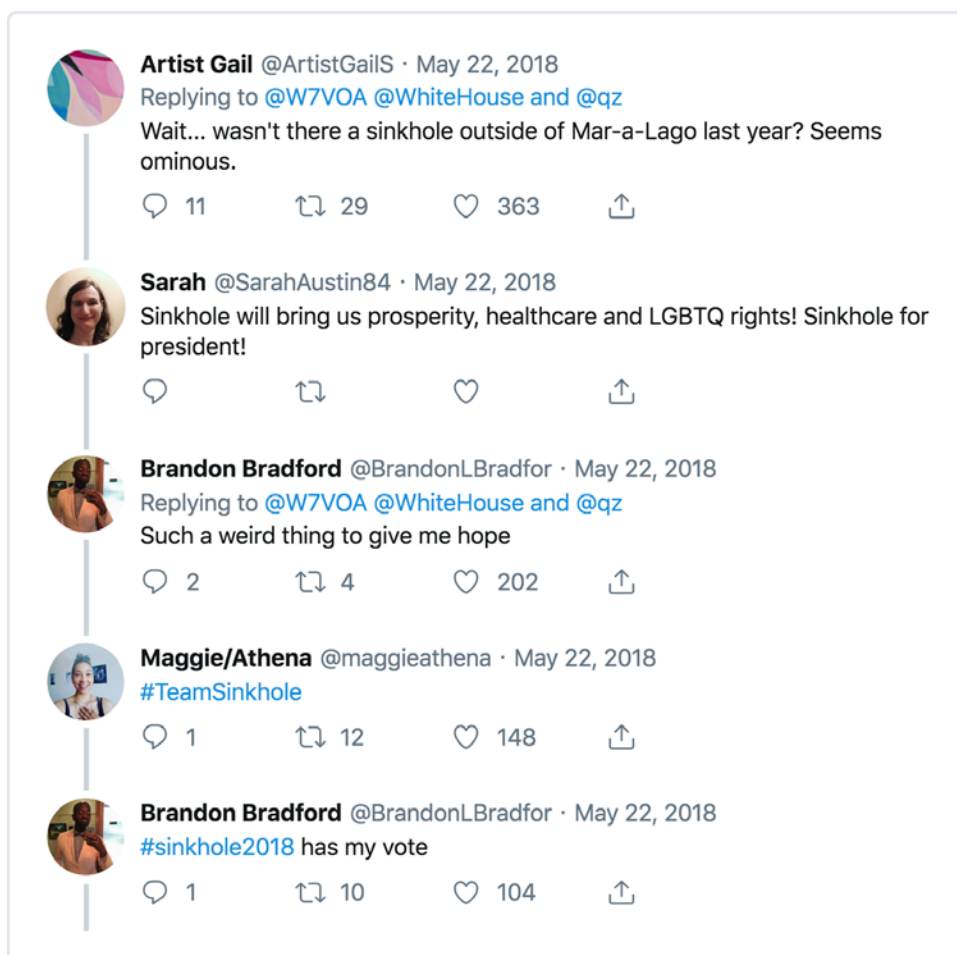 Artist Gail @ArtistGailS · May 22, 2018
Replying to @W7VOA @WhiteHouse and @qz
Wait... wasn't there a sinkhole outside of Mar-a-Lago last year? Seems
ominous.
11 29 363
Sarah @SarahAustin84 · May 22, 2018
Sinkhole will bring us prosperity, healthcare and LGBTQ rights! Sinkhole for
president!
Brandon Bradford @BrandonLBradfor · May 22, 2018
Replying to @W7VOA @WhiteHouse and @qz
Such a weird thing to give me hope
2 4 202
Maggie/Athena @maggieathena · May 22, 2018
#TeamSinkhole
1 12 148
Brandon Bradford @BrandonLBradfor · May 22, 2018
#sinkhole2018 has my vote
1 10 104